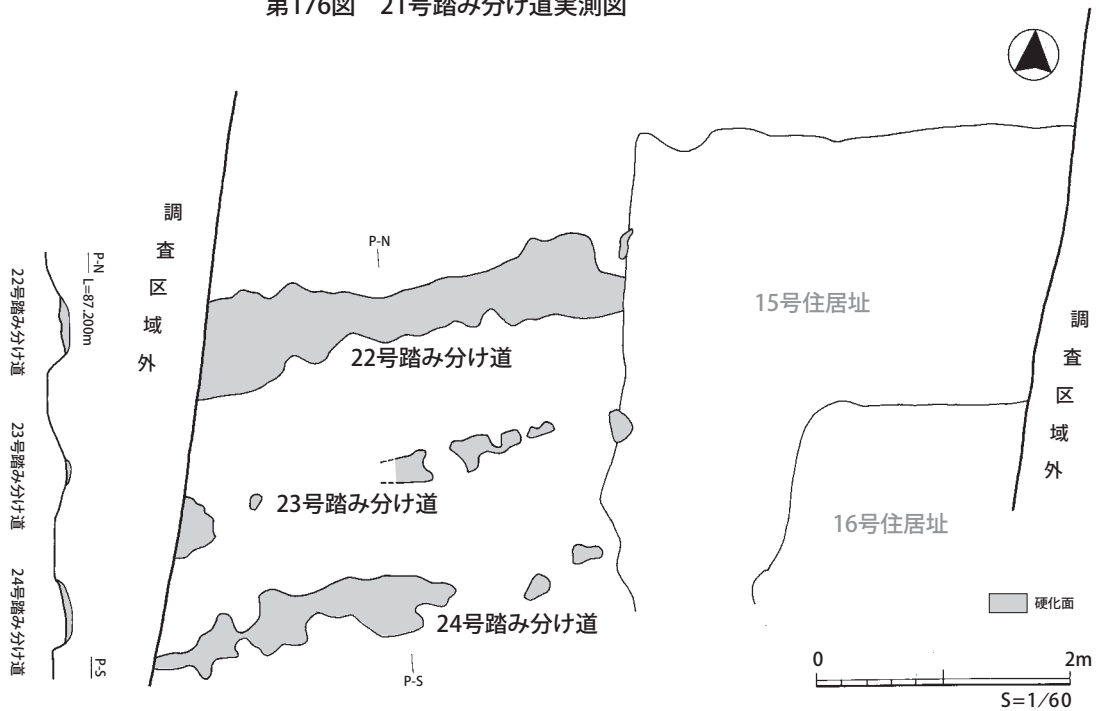 第176図 21号踏み分け道実測図
調査区域外
P-N
15号住居址
調査区域外
22号踏み分け道
23号踏み分け道
16号住居址
24号踏み分け道
P-S
硬化面
0 2m
S=1/60
P-N
L=87.200m
22号踏み分け道
23号踏み分け道
24号踏み分け道
P-S